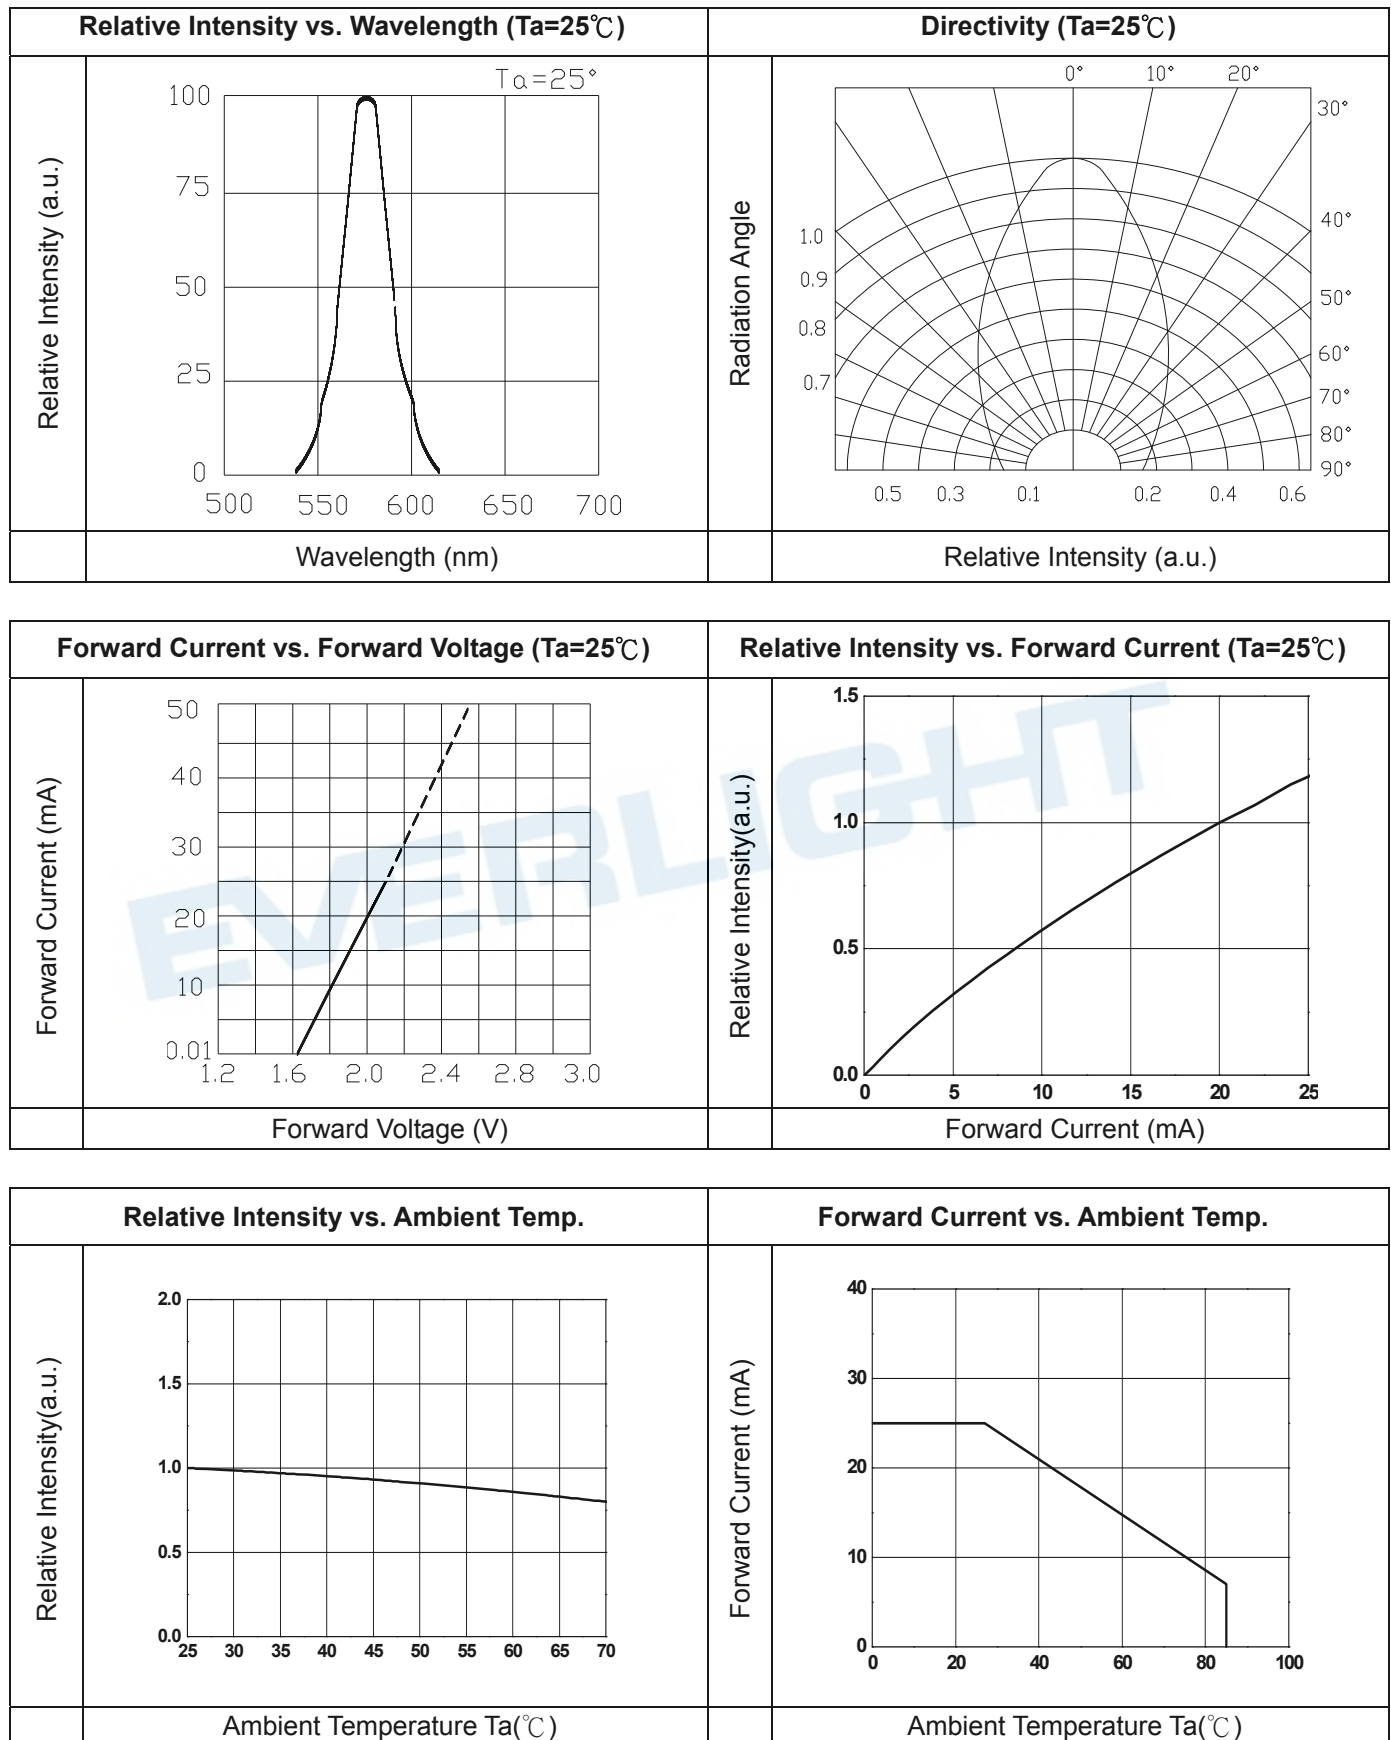 Relative Intensity vs. Wavelength (Ta=25℃)
Directivity (Ta=25℃)
Relative Intensity (a.u.)
Ta=25°
100
75
50
25
0
500 550 600 650 700
Wavelength (nm)
Radiation Angle
0° 10° 20°
30°
40°
50°
60°
70°
80°
90°
1.0
0.9
0.8
0.7
0.5 0.3 0.1 0.2 0.4 0.6
Relative Intensity (a.u.)
Forward Current vs. Forward Voltage (Ta=25℃)
Relative Intensity vs. Forward Current (Ta=25℃)
EVERLIGHT
Forward Current (mA)
50
40
30
20
10
0.01
1.2 1.6 2.0 2.4 2.8 3.0
Forward Voltage (V)
Relative Intensity(a.u.)
1.5
1.0
0.5
0.0
0 5 10 15 20 25
Forward Current (mA)
Relative Intensity vs. Ambient Temp.
Forward Current vs. Ambient Temp.
Relative Intensity(a.u.)
2.0
1.5
1.0
0.5
0.0
25 30 35 40 45 50 55 60 65 70
Ambient Temperature Ta(℃)
Forward Current (mA)
40
30
20
10
0
0 20 40 60 80 100
Ambient Temperature Ta(℃)